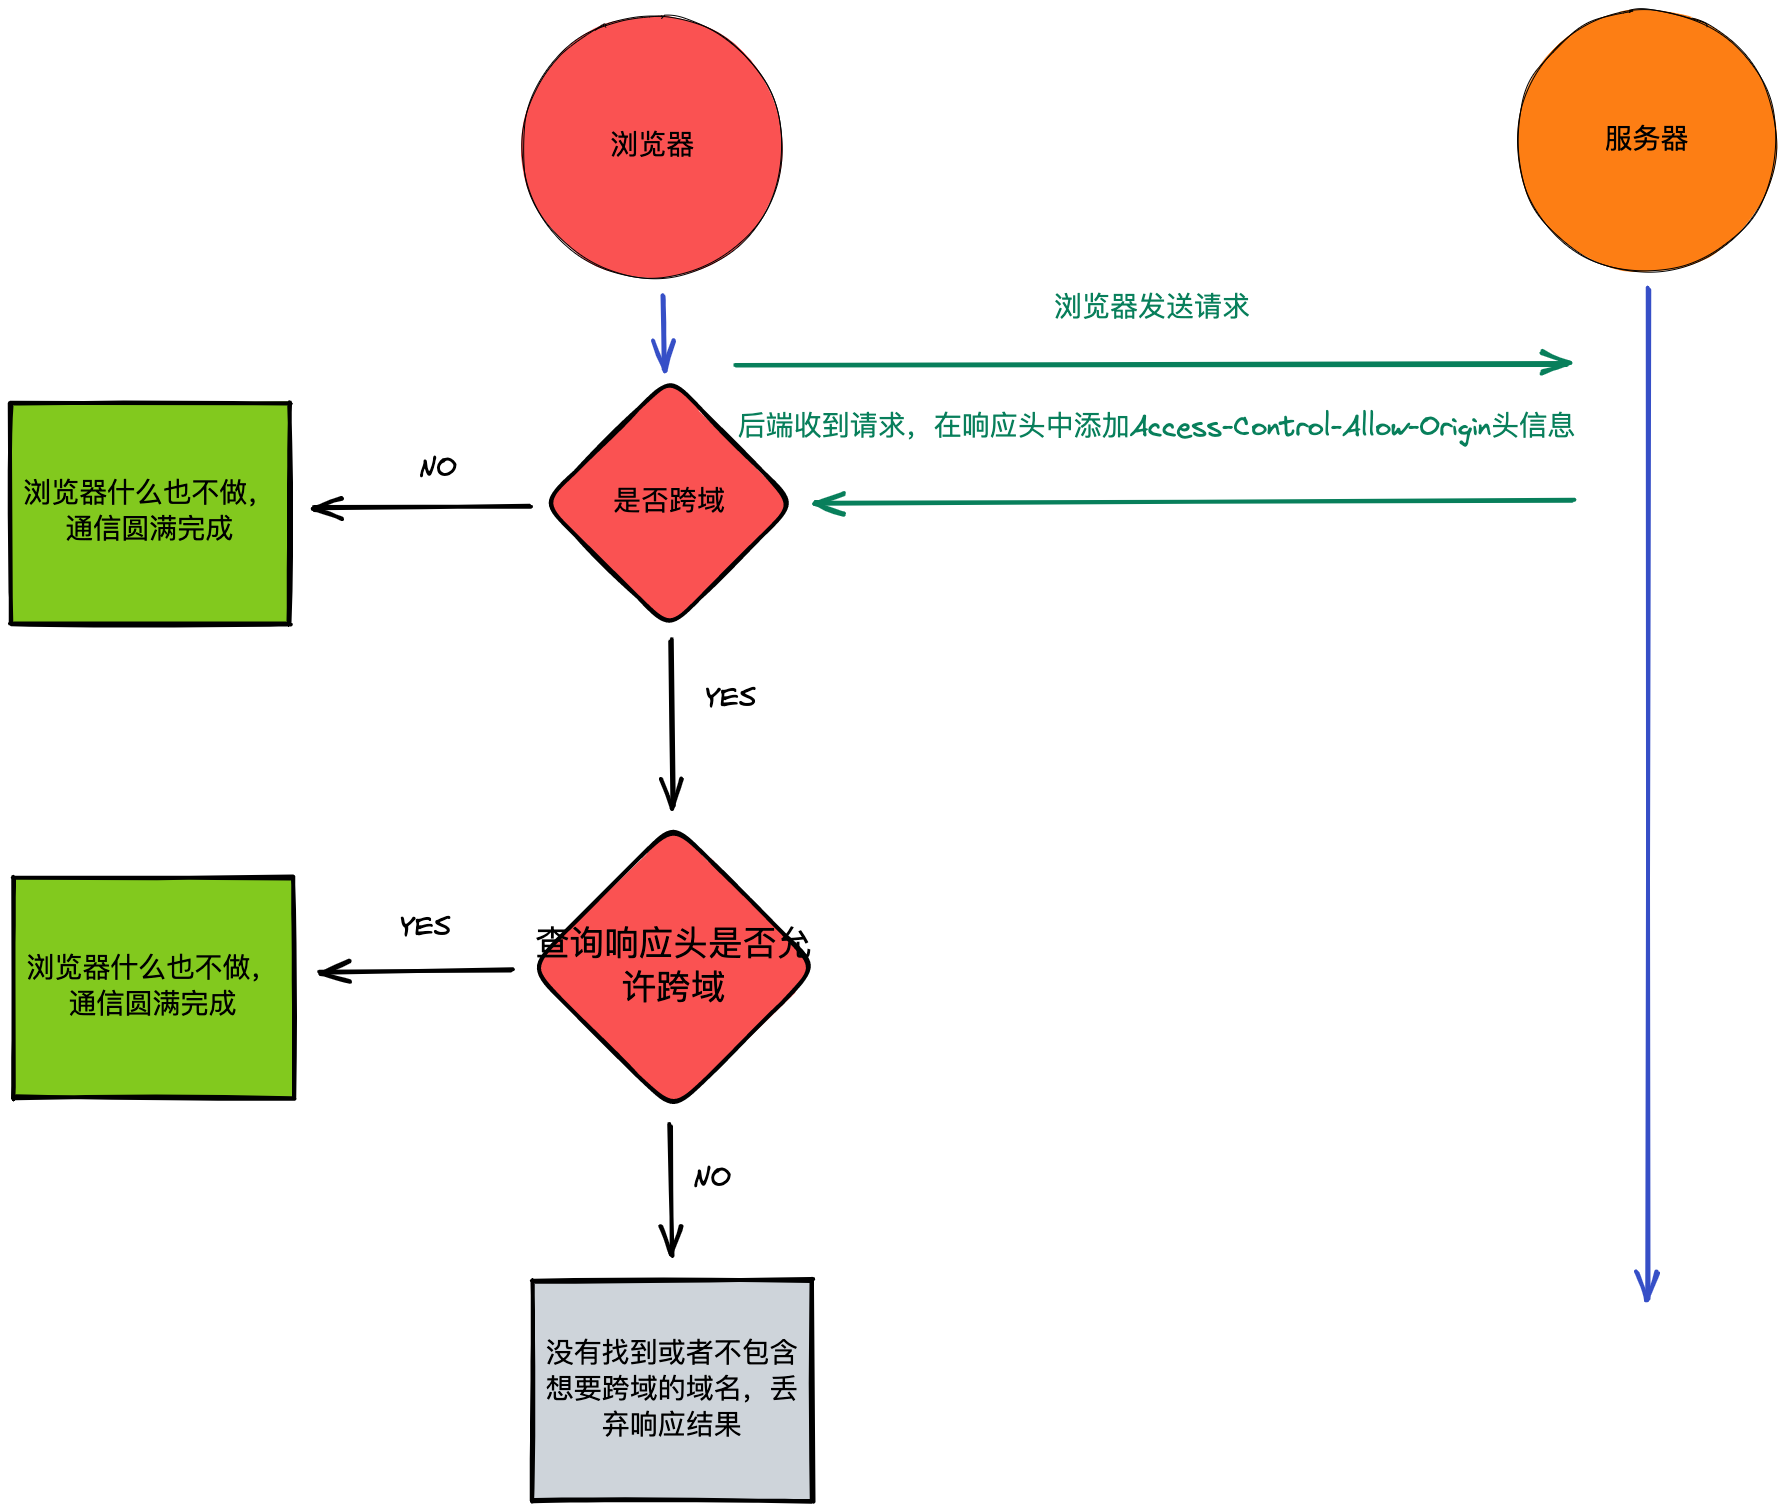 浏览器
服务器
浏览器发送请求
后端收到请求，在响应头中添加Access-Control-Allow-Origin头信息
NO
浏览器什么也不做，
通信圆满完成
是否跨域
YES
YES
查询响应头是否允
许跨域
浏览器什么也不做，
通信圆满完成
NO
没有找到或者不包含
想要跨域的域名，丢
弃响应结果